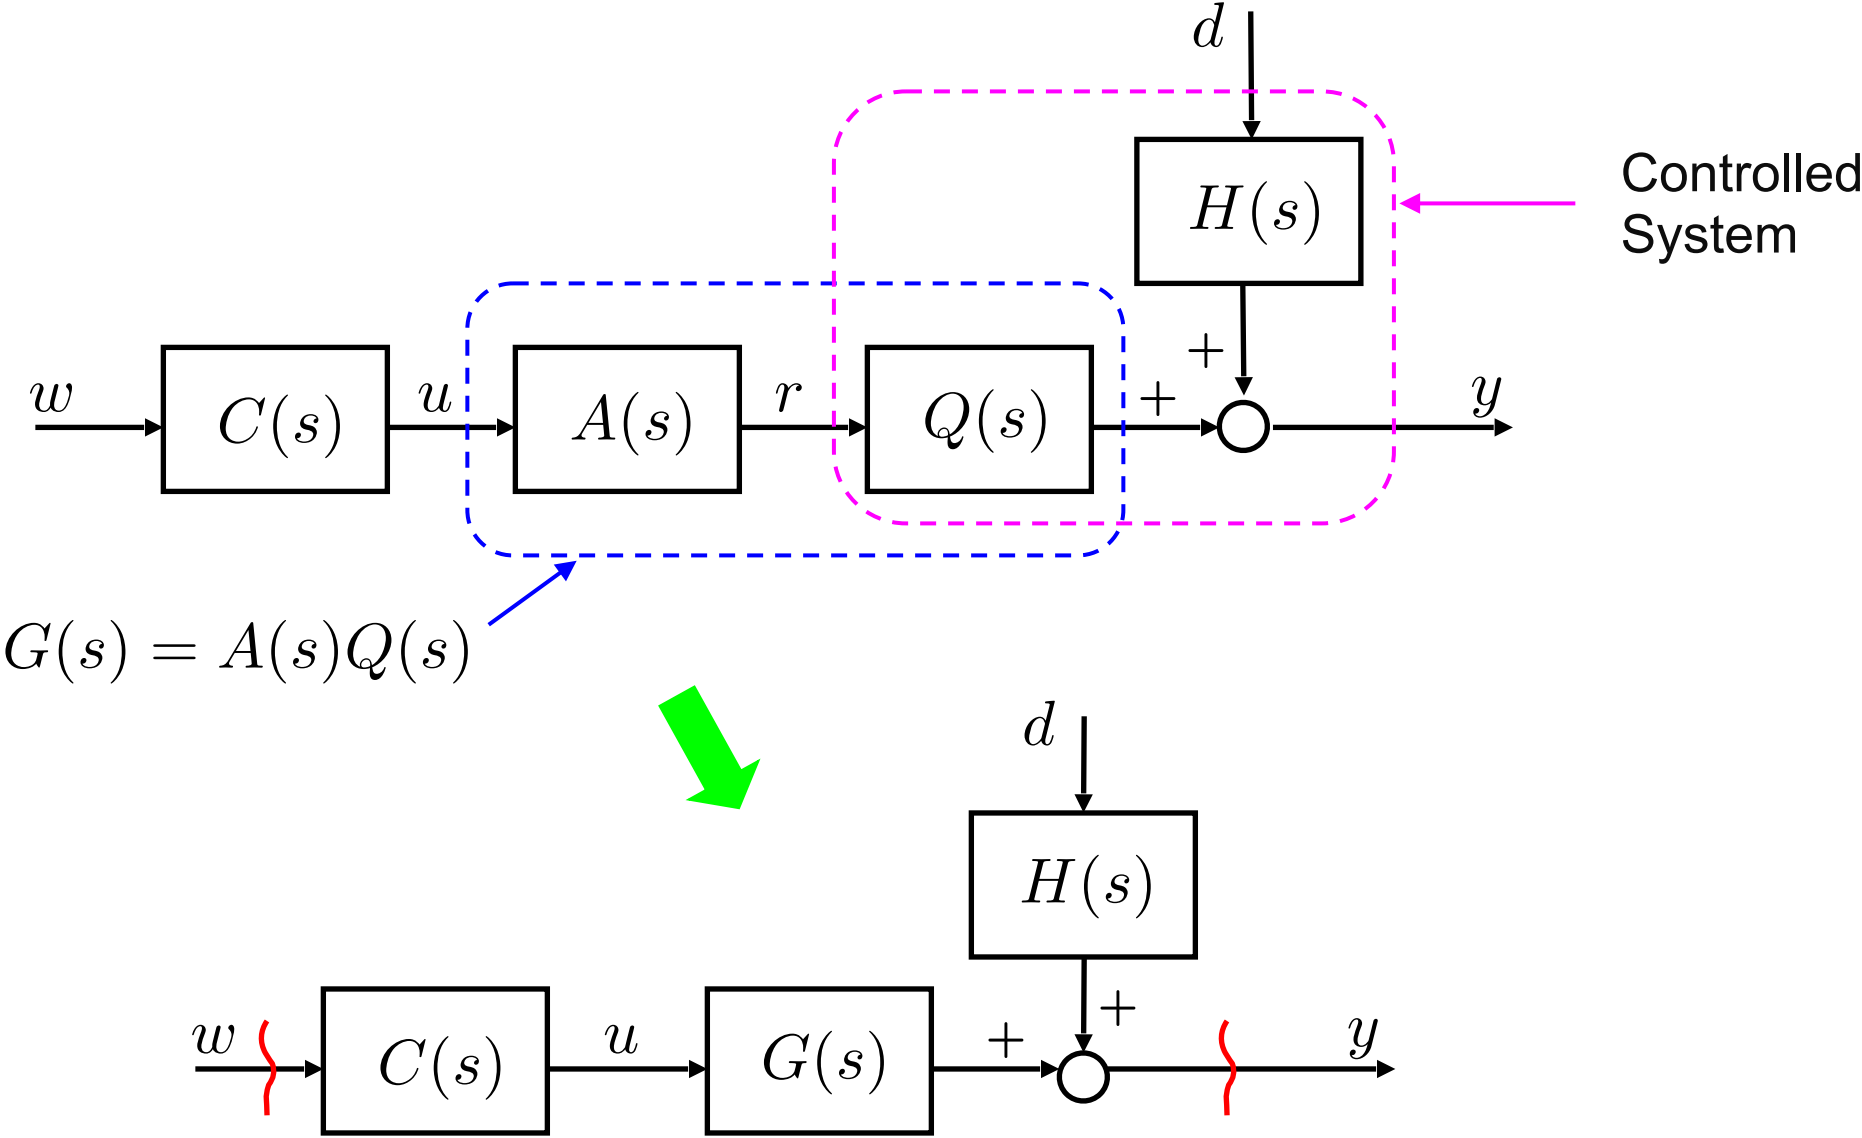 d
H(s)
Controlled
System
+
w
C(s)
u
A(s)
r
Q(s)
+
y
G(s) = A(s)Q(s)
d
H(s)
+
w
C(s)
u
G(s)
+
y